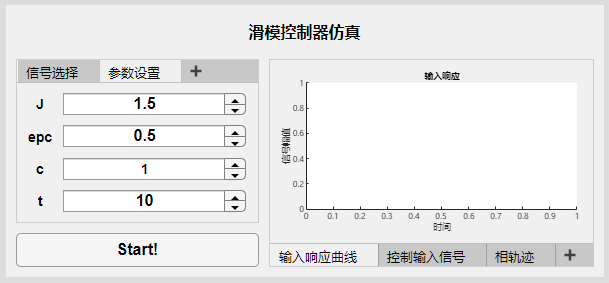 滑模控制器仿真
信号选择 参数设置 +
J 1.5
epc 0.5
c 1
t 10
Start!
输入响应
信号幅值
1
0.8
0.6
0.4
0.2
0
0 0.1 0.2 0.3 0.4 0.5 0.6 0.7 0.8 0.9 1
时间
输入响应曲线 控制输入信号 相轨迹 +